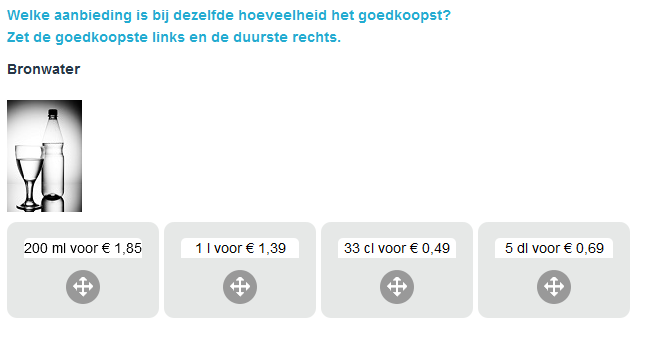 Welke aanbieding is bij dezelfde hoeveelheid het goedkoopst?
Zet de goedkoopste links en de duurste rechts.
Bronwater
200 ml voor € 1,85
1 l voor € 1,39
33 cl voor € 0,49
5 dl voor € 0,69